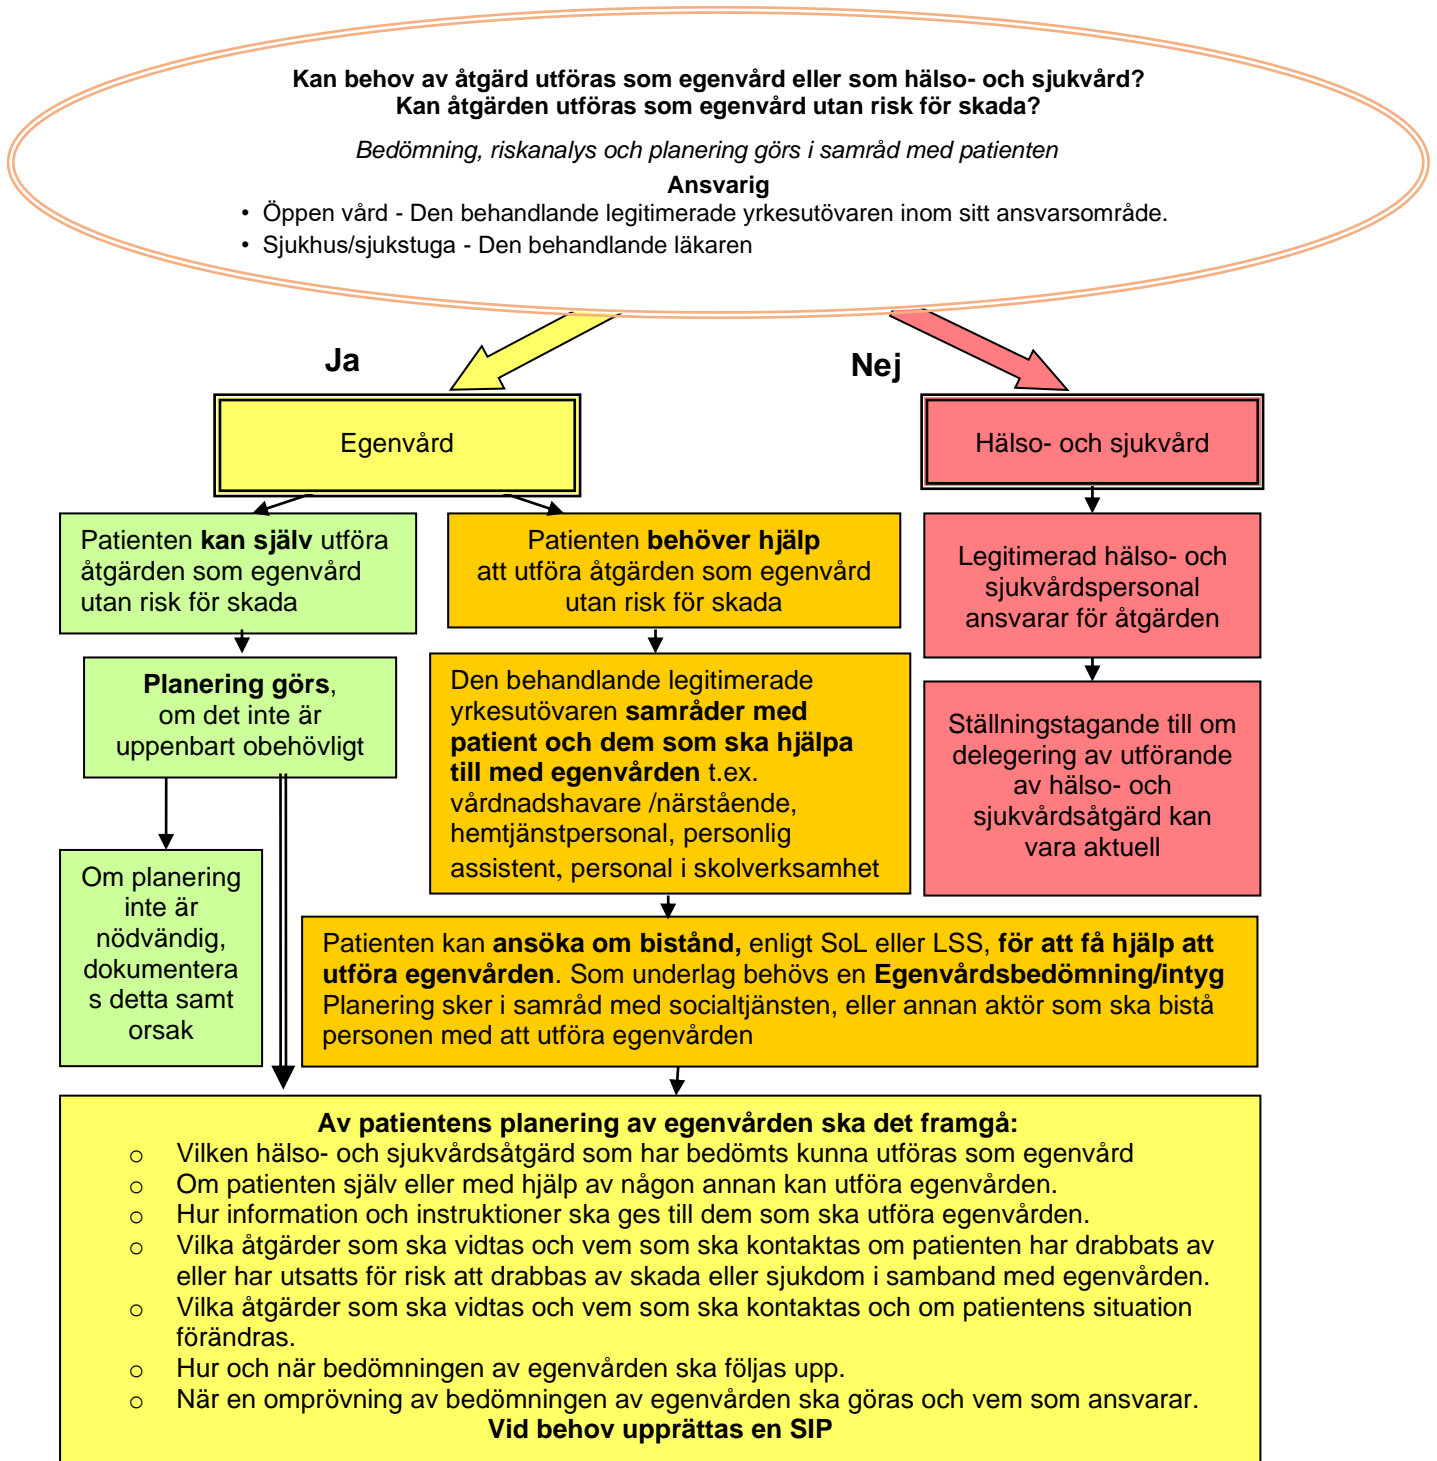 Kan behov av åtgärd utföras som egenvård eller som hälso- och sjukvård?
Kan åtgärden utföras som egenvård utan risk för skada?
Bedömning, riskanalys och planering görs i samråd med patienten
Ansvarig
• Öppen vård - Den behandlande legitimerade yrkesutövaren inom sitt ansvarsområde.
• Sjukhus/sjukstuga - Den behandlande läkaren
Ja
Nej
Egenvård
Hälso- och sjukvård
Patienten kan själv utföra
åtgärden som egenvård
utan risk för skada
Patienten behöver hjälp
att utföra åtgärden som egenvård
utan risk för skada
Legitimerad hälso- och
sjukvårdspersonal
ansvarar för åtgärden
Planering görs,
om det inte är
uppenbart obehövligt
Den behandlande legitimerade
yrkesutövaren samråder med
patient och dem som ska hjälpa
till med egenvården t.ex.
vårdnadshavare /närstående,
hemtjänstpersonal, personlig
assistent, personal i skolverksamhet
Ställningstagande till om
delegering av utförande
av hälso- och
sjukvårdsåtgärd kan
vara aktuell
Om planering
inte är
nödvändig,
dokumentera
s detta samt
orsak
Patienten kan ansöka om bistånd, enligt SoL eller LSS, för att få hjälp att
utföra egenvården. Som underlag behövs en Egenvårdsbedömning/intyg
Planering sker i samråd med socialtjänsten, eller annan aktör som ska bistå
personen med att utföra egenvården
Av patientens planering av egenvården ska det framgå:
o Vilken hälso- och sjukvårdsåtgärd som har bedömts kunna utföras som egenvård
o Om patienten själv eller med hjälp av någon annan kan utföra egenvården.
o Hur information och instruktioner ska ges till dem som ska utföra egenvården.
o Vilka åtgärder som ska vidtas och vem som ska kontaktas om patienten har drabbats av
eller har utsatts för risk att drabbas av skada eller sjukdom i samband med egenvården.
o Vilka åtgärder som ska vidtas och vem som ska kontaktas och om patientens situation
förändras.
o Hur och när bedömningen av egenvården ska följas upp.
o När en omprövning av bedömningen av egenvården ska göras och vem som ansvarar.
Vid behov upprättas en SIP